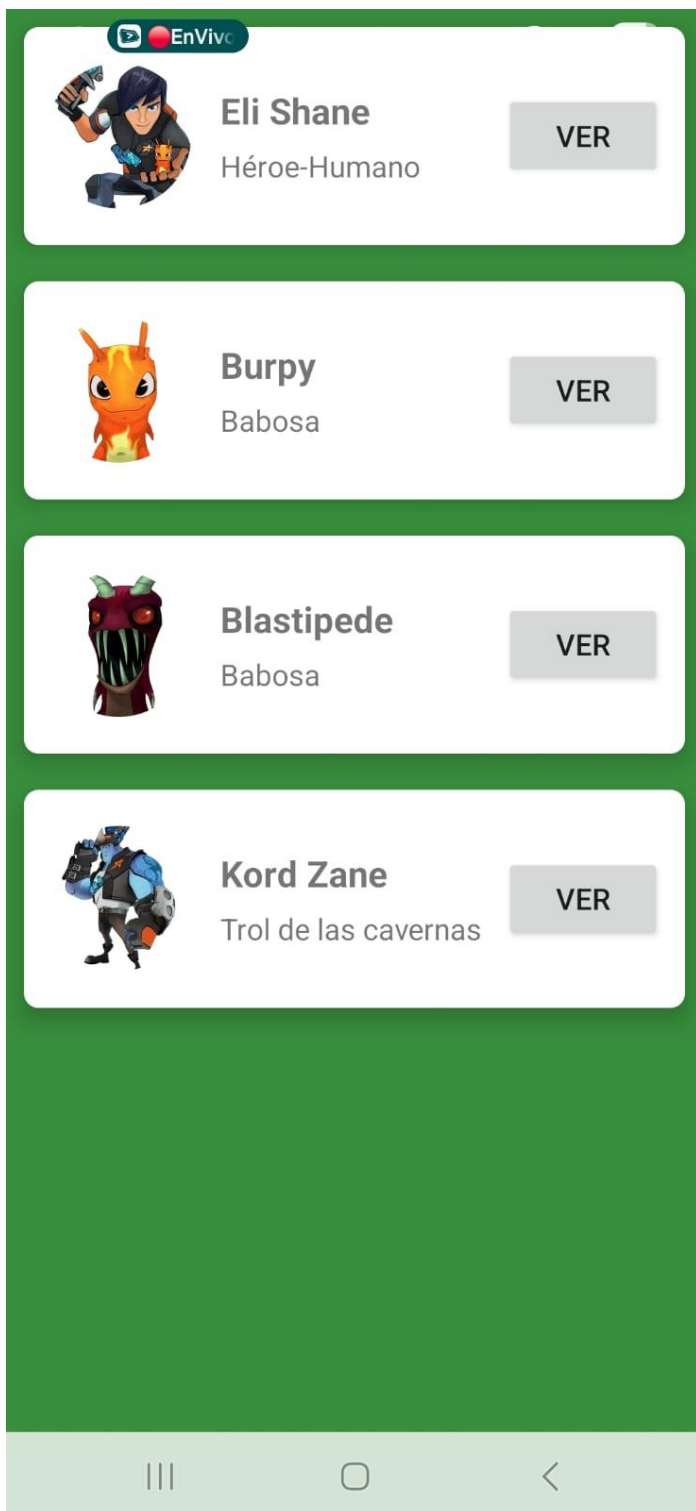 EnVivo
Eli Shane
Héroe-Humano
VER
Burpy
Babosa
VER
Blastipede
Babosa
VER
Kord Zane
Trol de las cavernas
VER